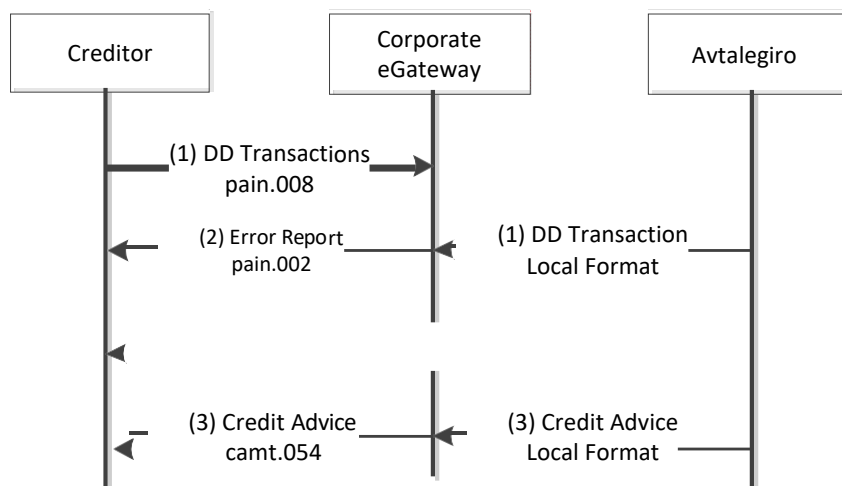 Creditor
Corporate
eGateway
Avtalegiro
(1) DD Transactions
pain.008
(2) Error Report
pain.002
(1) DD Transaction
Local Format
(3) Credit Advice
camt.054
(3) Credit Advice
Local Format